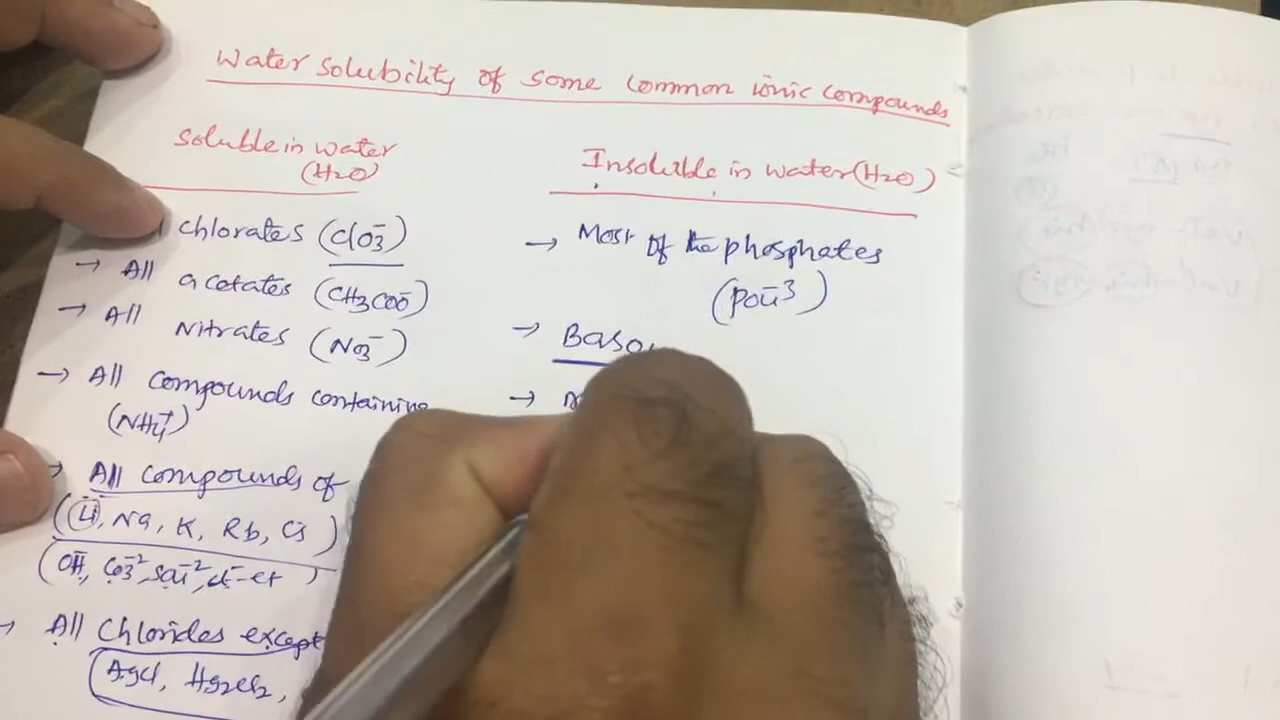 Water solubility of some common ionic compounds
Soluble in water
(H2O)
chlorates (ClO3⁻)
→ All acetates (CH3COO⁻)
→ All Nitrates (NO3⁻)
→ All compounds containing
(NH4⁺)
→ All compounds of
(Li, Na, K, Rb, Cs)
(OH⁻, CO3⁻², SO4⁻², Cl⁻ et)
→ All Chlorides except
AgCl, Hg2Cl2,
Insoluble in water (H2O)
→ Most of the phosphates
(PO4⁻³)
→
→